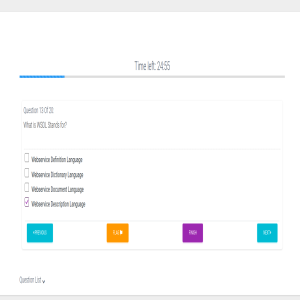 Time left: 24:55
Question 13 Of 20
What is WSDL Stands for?
Webservice Definition Language
Webservice Dictionary Language
Webservice Document Language
Webservice Description Language
PREVIOUS
FLAG
FINISH
NEXT
Question List